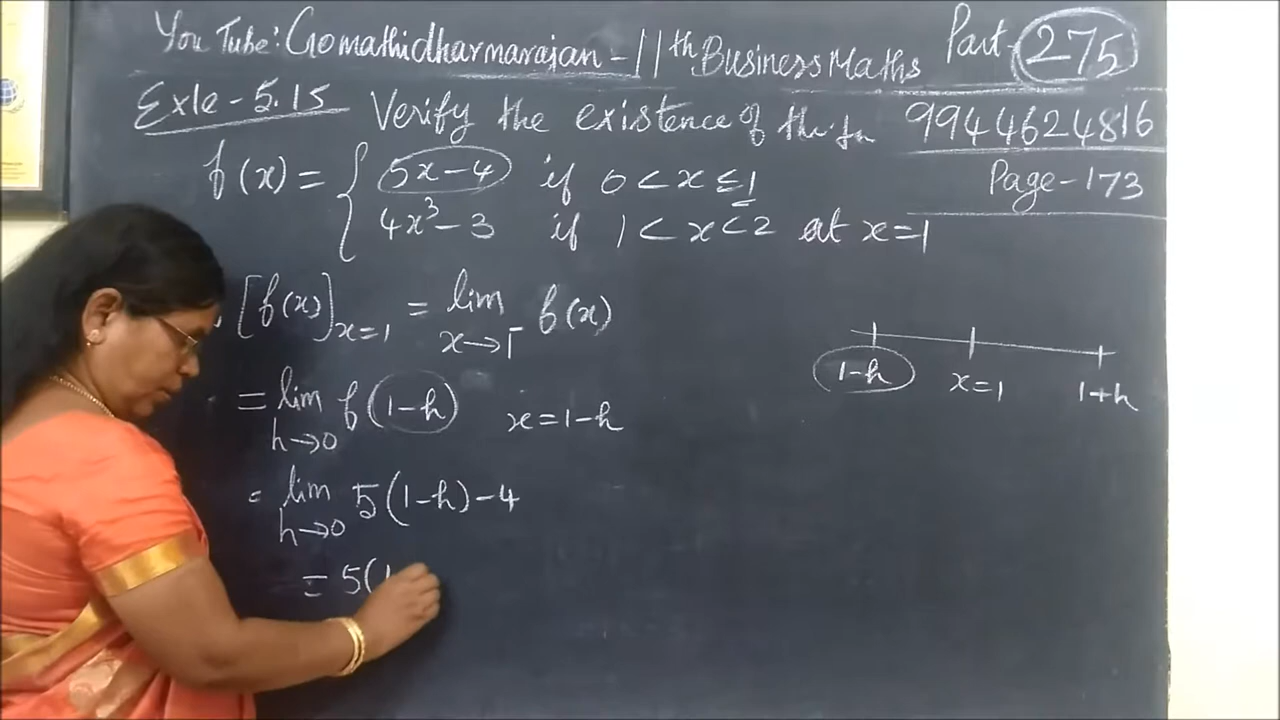 You Tube: Gomathidharmarajan - 11th Business Maths Part - 275
Exle - 5.15 Verify the existence of the fn 9944624816
f(x) = { 5x-4 if 0 < x ≤ 1
4x³-3 if 1 < x < 2 at x=1
Page-173
[f(x)]x=1 = lim x→1⁻ f(x)
= lim h→0 f(1-h) x=1-h
= lim h→0 5(1-h)-4
= 5(1
1-h x=1 1+h